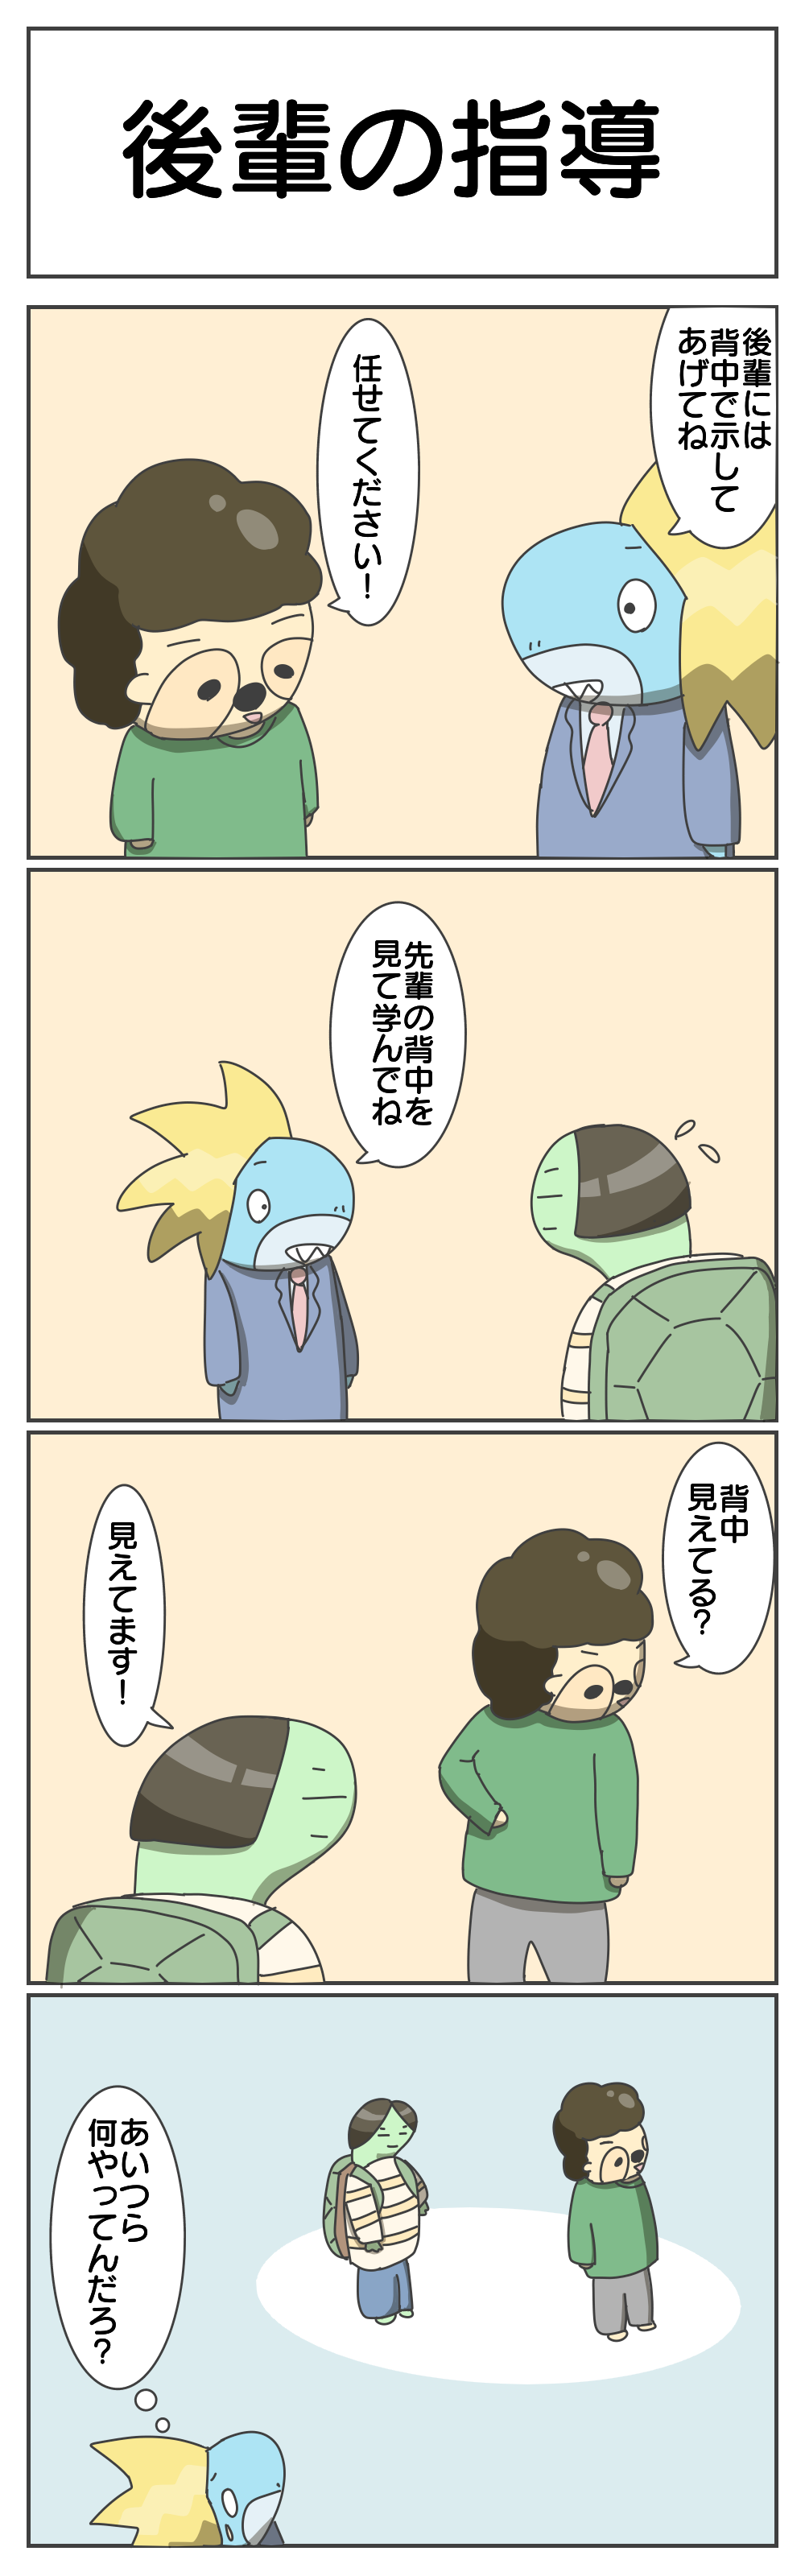 後輩の指導
後輩には
背中で示して
あげてね
任せてください！
先輩の背中を
見て学んでね
背中
見えてる？
見えてます！
あいつら
何やってんだろ？